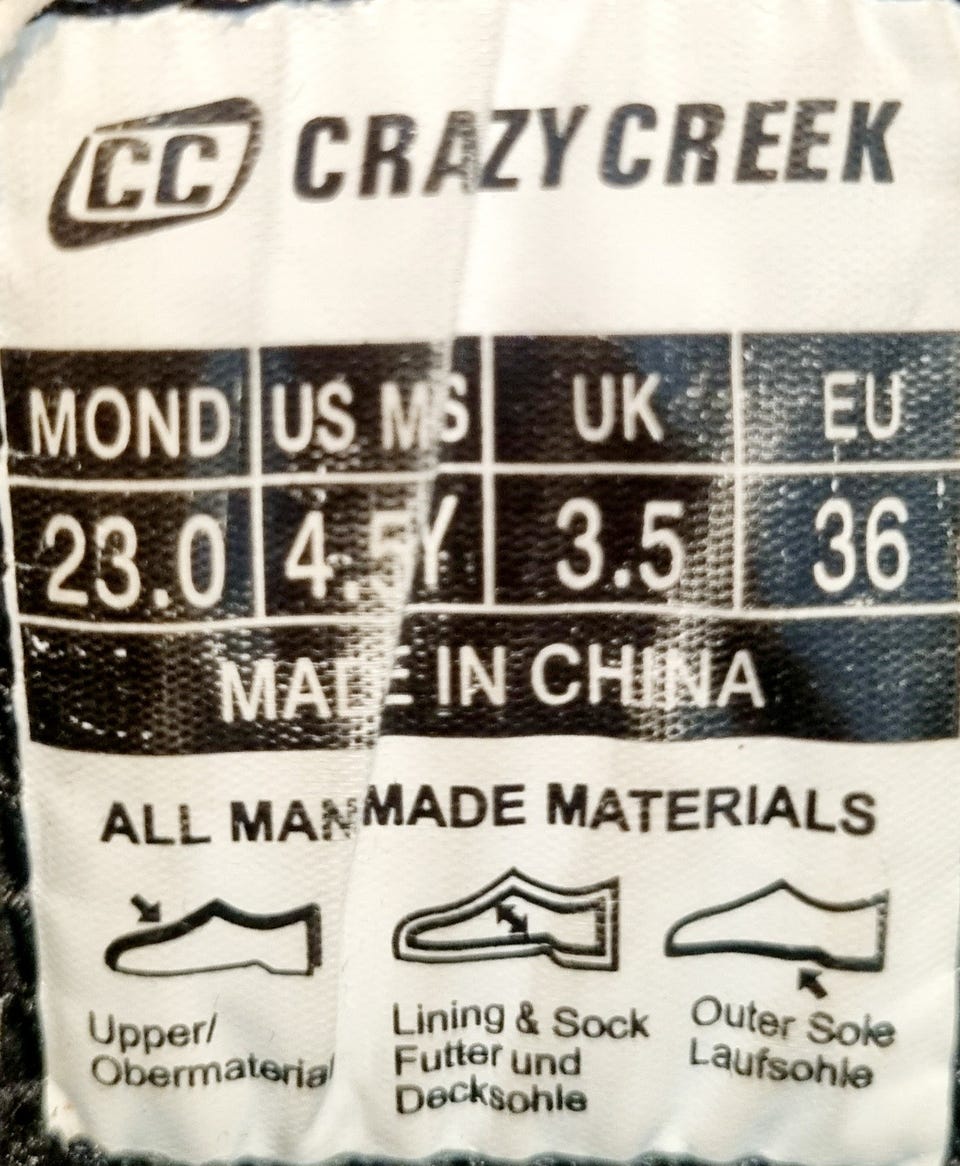 CC CRAZY CREEK
MOND US MS UK EU
23.0 4.5Y 3.5 36
MADE IN CHINA
ALL MANMADE MATERIALS
Upper/
Obermaterial
Lining & Sock
Futter und
Decksohle
Outer Sole
Laufsohle